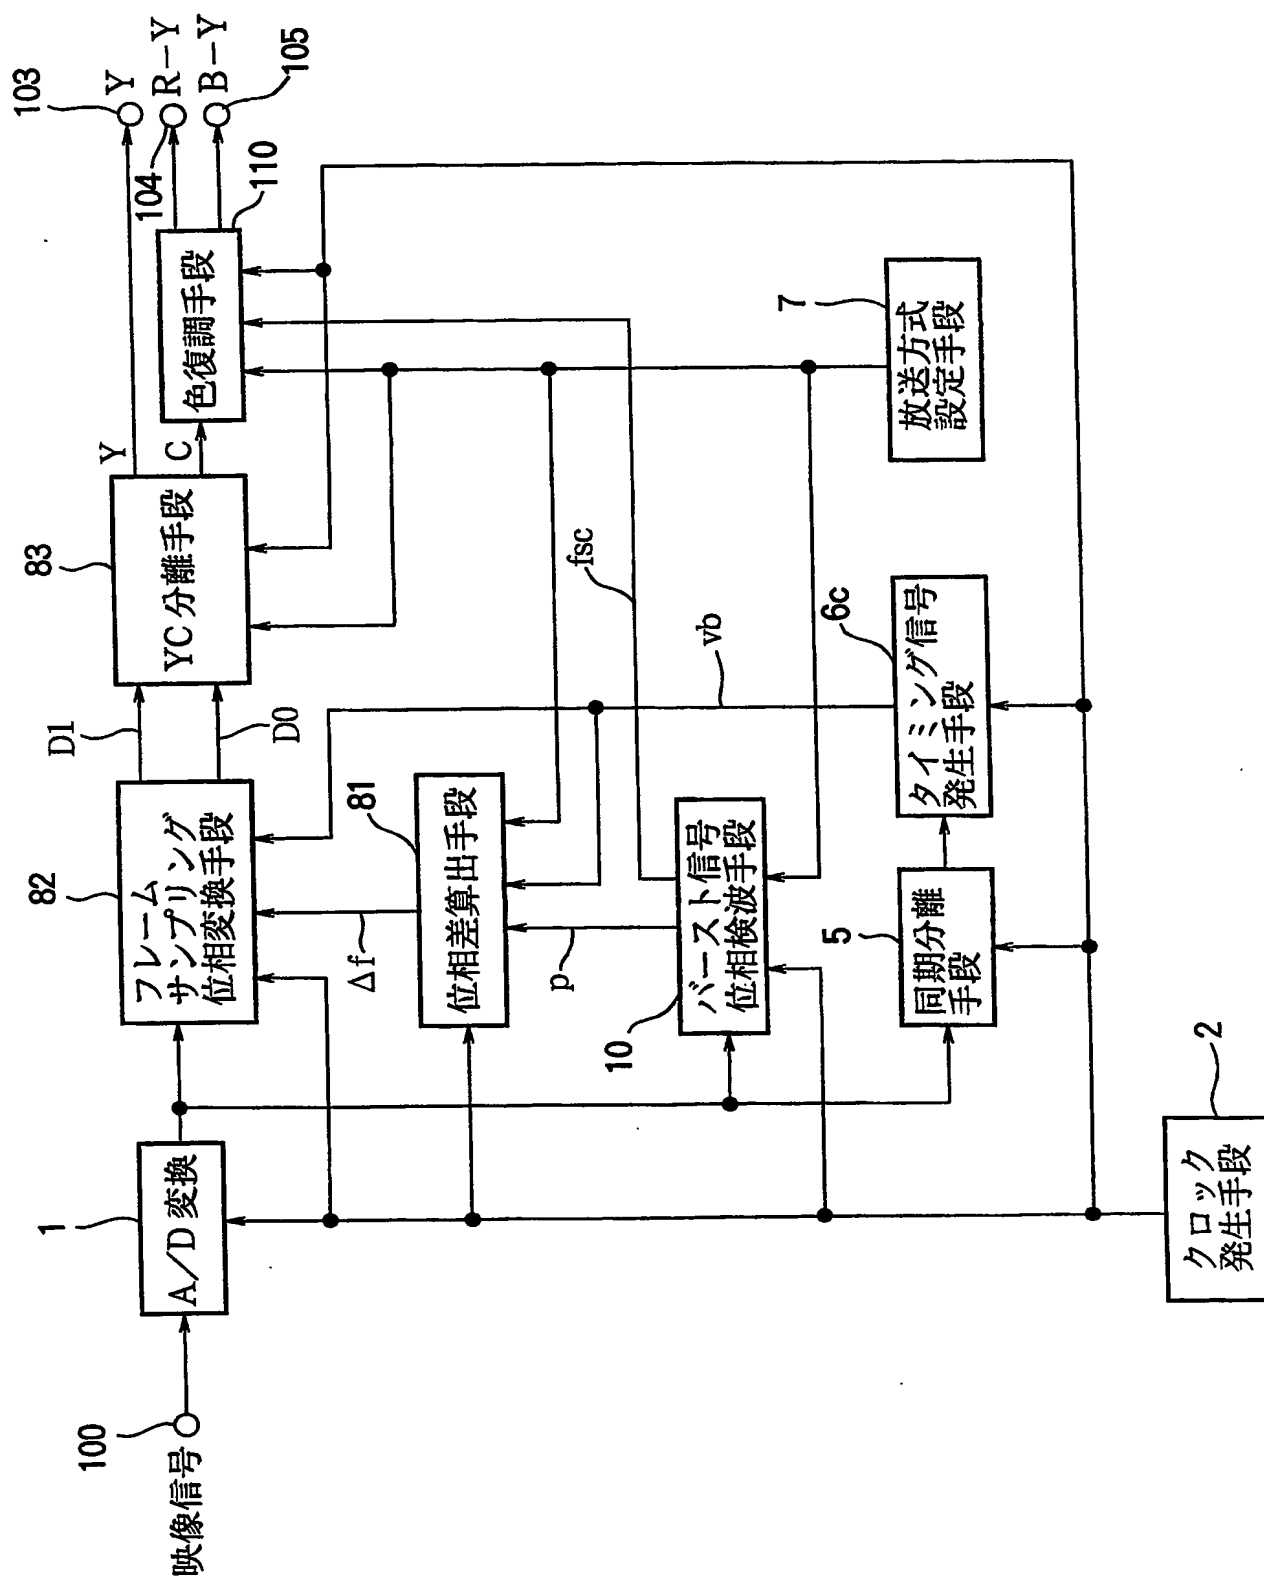 映像信号
100
1
A/D変換
82
フレーム
サンプリング
位相変換手段
D1
D0
83
YC分離手段
Y
C
色復調手段
110
103
Y
104
R-Y
105
B-Y
Δf
81
位相差算出手段
p
10
バースト信号
位相検波手段
fsc
vb
5
同期分離
手段
6c
タイミング信号
発生手段
7
放送方式
設定手段
2
クロック
発生手段